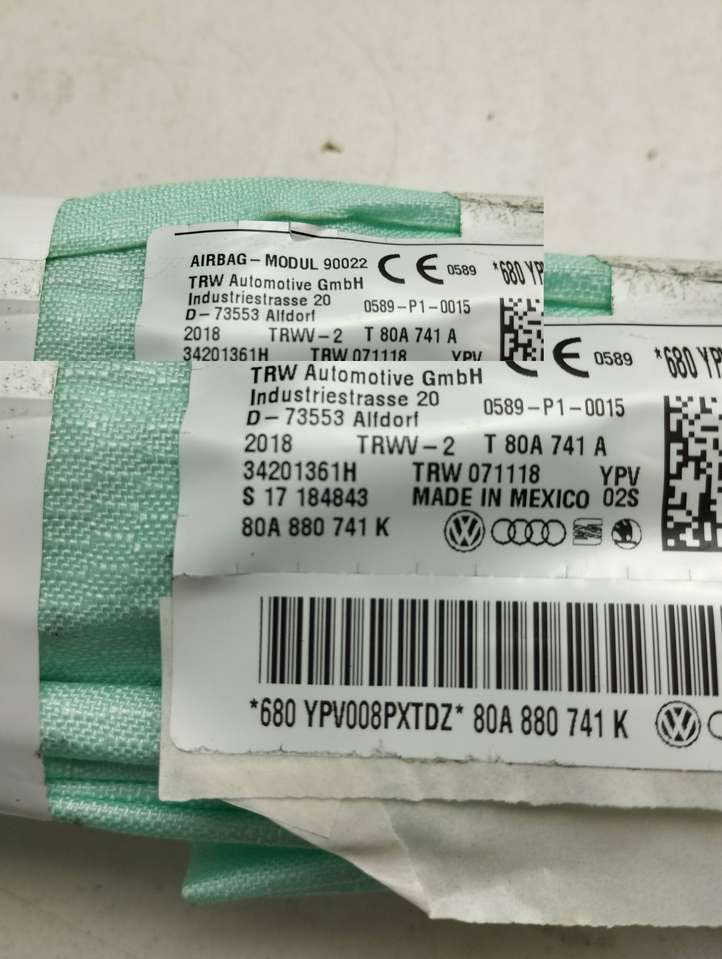 AIRBAG-MODUL 90022 CE 0589 *680 YPV
TRW Automotive GmbH
Industriestrasse 20 0589-P1-0015
D-73553 Alfdorf
2018 TRWV-2 T 80A 741 A
34201361H TRW 071118 YPV
E 0589 *680 YPV
TRW Automotive GmbH
Industriestrasse 20 0589-P1-0015
D-73553 Alfdorf
2018 TRWV-2 T 80A 741 A
34201361H TRW 071118 YPV
S 17 184843 MADE IN MEXICO 02S
80A 880 741 K
*680 YPV008PXTDZ* 80A 880 741 K